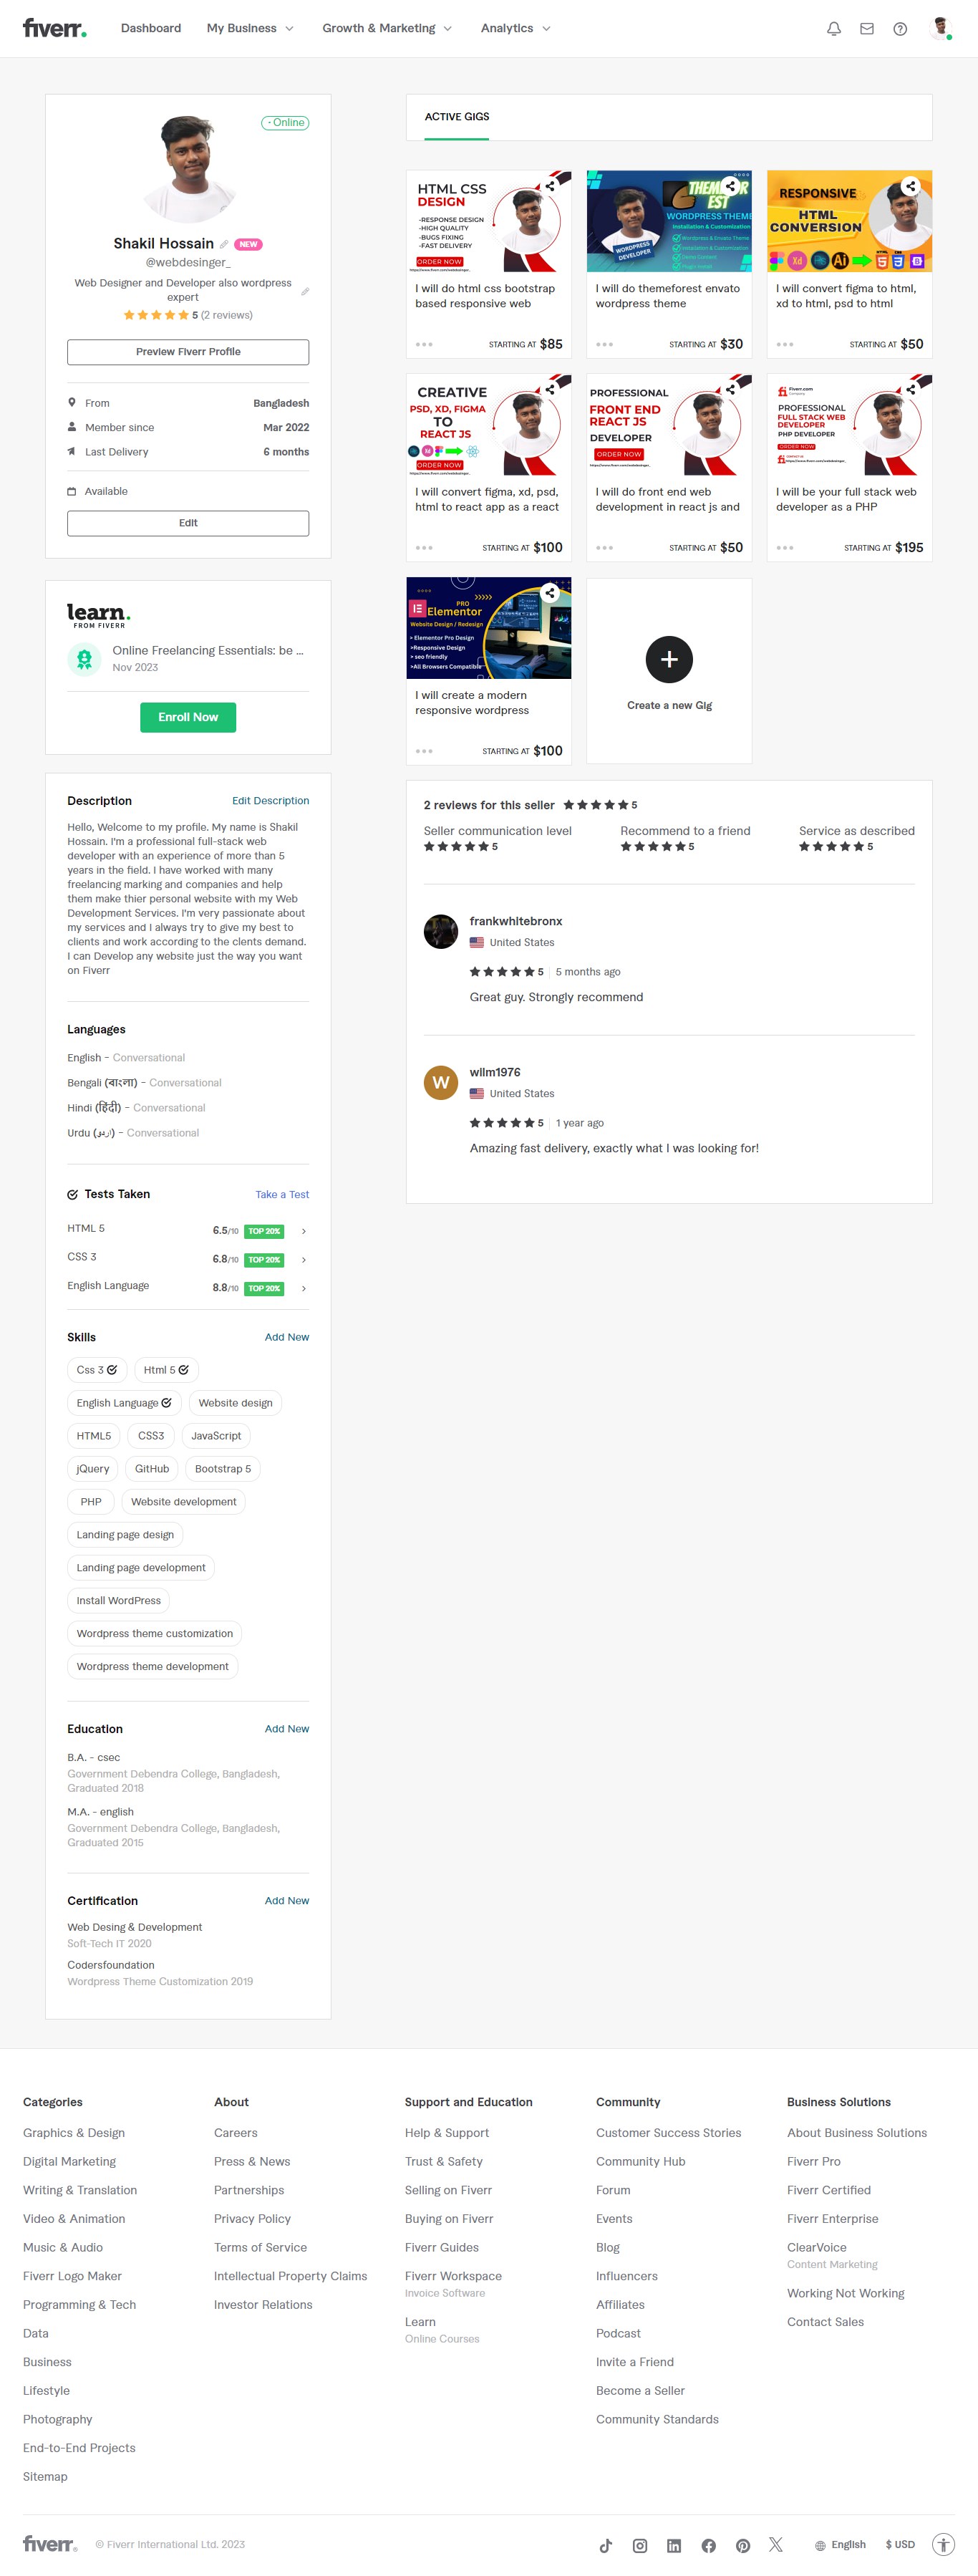 fiverr.
Dashboard
My Business
Growth & Marketing
Analytics
Online
Shakil Hossain NEW
@webdesinger_
Web Designer and Developer also wordpress
expert
5 (2 reviews)
Preview Fiverr Profile
From Bangladesh
Member since Mar 2022
Last Delivery 6 months
Available
Edit
learn.
FROM FIVERR
Online Freelancing Essentials: be ...
Nov 2023
Enroll Now
Description Edit Description
Hello, Welcome to my profile. My name is Shakil
Hossain. I'm a professional full-stack web
developer with an experience of more than 5
years in the field. I have worked with many
freelancing marking and companies and help
them make thier personal website with my Web
Development Services. I'm very passionate about
my services and I always try to give my best to
clients and work according to the clents demand.
I can Develop any website just the way you want
on Fiverr
Languages
English - Conversational
Bengali (বাংলা) - Conversational
Hindi (हिंदी) - Conversational
Urdu (اردو) - Conversational
Tests Taken Take a Test
HTML 5 6.5/10 TOP 20%
CSS 3 6.8/10 TOP 20%
English Language 8.8/10 TOP 20%
Skills Add New
Css 3 Html 5
English Language Website design
HTML5 CSS3 JavaScript
jQuery GitHub Bootstrap 5
PHP Website development
Landing page design
Landing page development
Install WordPress
Wordpress theme customization
Wordpress theme development
Education Add New
B.A. - csec
Government Debendra College, Bangladesh,
Graduated 2018
M.A. - english
Government Debendra College, Bangladesh,
Graduated 2015
Certification Add New
Web Desing & Development
Soft-Tech IT 2020
Codersfoundation
Wordpress Theme Customization 2019
ACTIVE GIGS
HTML CSS
DESIGN
-RESPONSE DESIGN
-HIGH QUALITY
-BUGS FIXING
-FAST DELIVERY
ORDER NOW
I will do html css bootstrap
based responsive web
STARTING AT $85
WORDPRESS THEME
Installation & Customization
WORDPRESS
DEVELOPER
I will do themeforest envato
wordpress theme
STARTING AT $30
RESPONSIVE
HTML
CONVERSION
Xd
Ai
I will convert figma to html,
xd to html, psd to html
STARTING AT $50
CREATIVE
PSD, XD, FIGMA
TO
REACT JS
ORDER NOW
I will convert figma, xd, psd,
html to react app as a react
STARTING AT $100
PROFESSIONAL
FRONT END
REACT JS
DEVELOPER
ORDER NOW
I will do front end web
development in react js and
STARTING AT $50
Fiverr.com
PROFESSIONAL
FULL STACK WEB
DEVELOPER
PHP DEVELOPER
ORDER NOW
I will be your full stack web
developer as a PHP
STARTING AT $195
PRO
Elementor
Website Design / Redesign
> Elementor Pro Design
>Responsive Design
> seo friendly
>All Browsers Compatible
I will create a modern
responsive wordpress
STARTING AT $100
Create a new Gig
2 reviews for this seller 5
Seller communication level
5
Recommend to a friend
5
Service as described
5
frankwhitebronx
United States
5 5 months ago
Great guy. Strongly recommend
W
wilm1976
United States
5 1 year ago
Amazing fast delivery, exactly what I was looking for!
Categories
Graphics & Design
Digital Marketing
Writing & Translation
Video & Animation
Music & Audio
Fiverr Logo Maker
Programming & Tech
Data
Business
Lifestyle
Photography
End-to-End Projects
Sitemap
About
Careers
Press & News
Partnerships
Privacy Policy
Terms of Service
Intellectual Property Claims
Investor Relations
Support and Education
Help & Support
Trust & Safety
Selling on Fiverr
Buying on Fiverr
Fiverr Guides
Fiverr Workspace
Invoice Software
Learn
Online Courses
Community
Customer Success Stories
Community Hub
Forum
Events
Blog
Influencers
Affiliates
Podcast
Invite a Friend
Become a Seller
Community Standards
Business Solutions
About Business Solutions
Fiverr Pro
Fiverr Certified
Fiverr Enterprise
ClearVoice
Content Marketing
Working Not Working
Contact Sales
fiverr.
© Fiverr International Ltd. 2023
English
$ USD